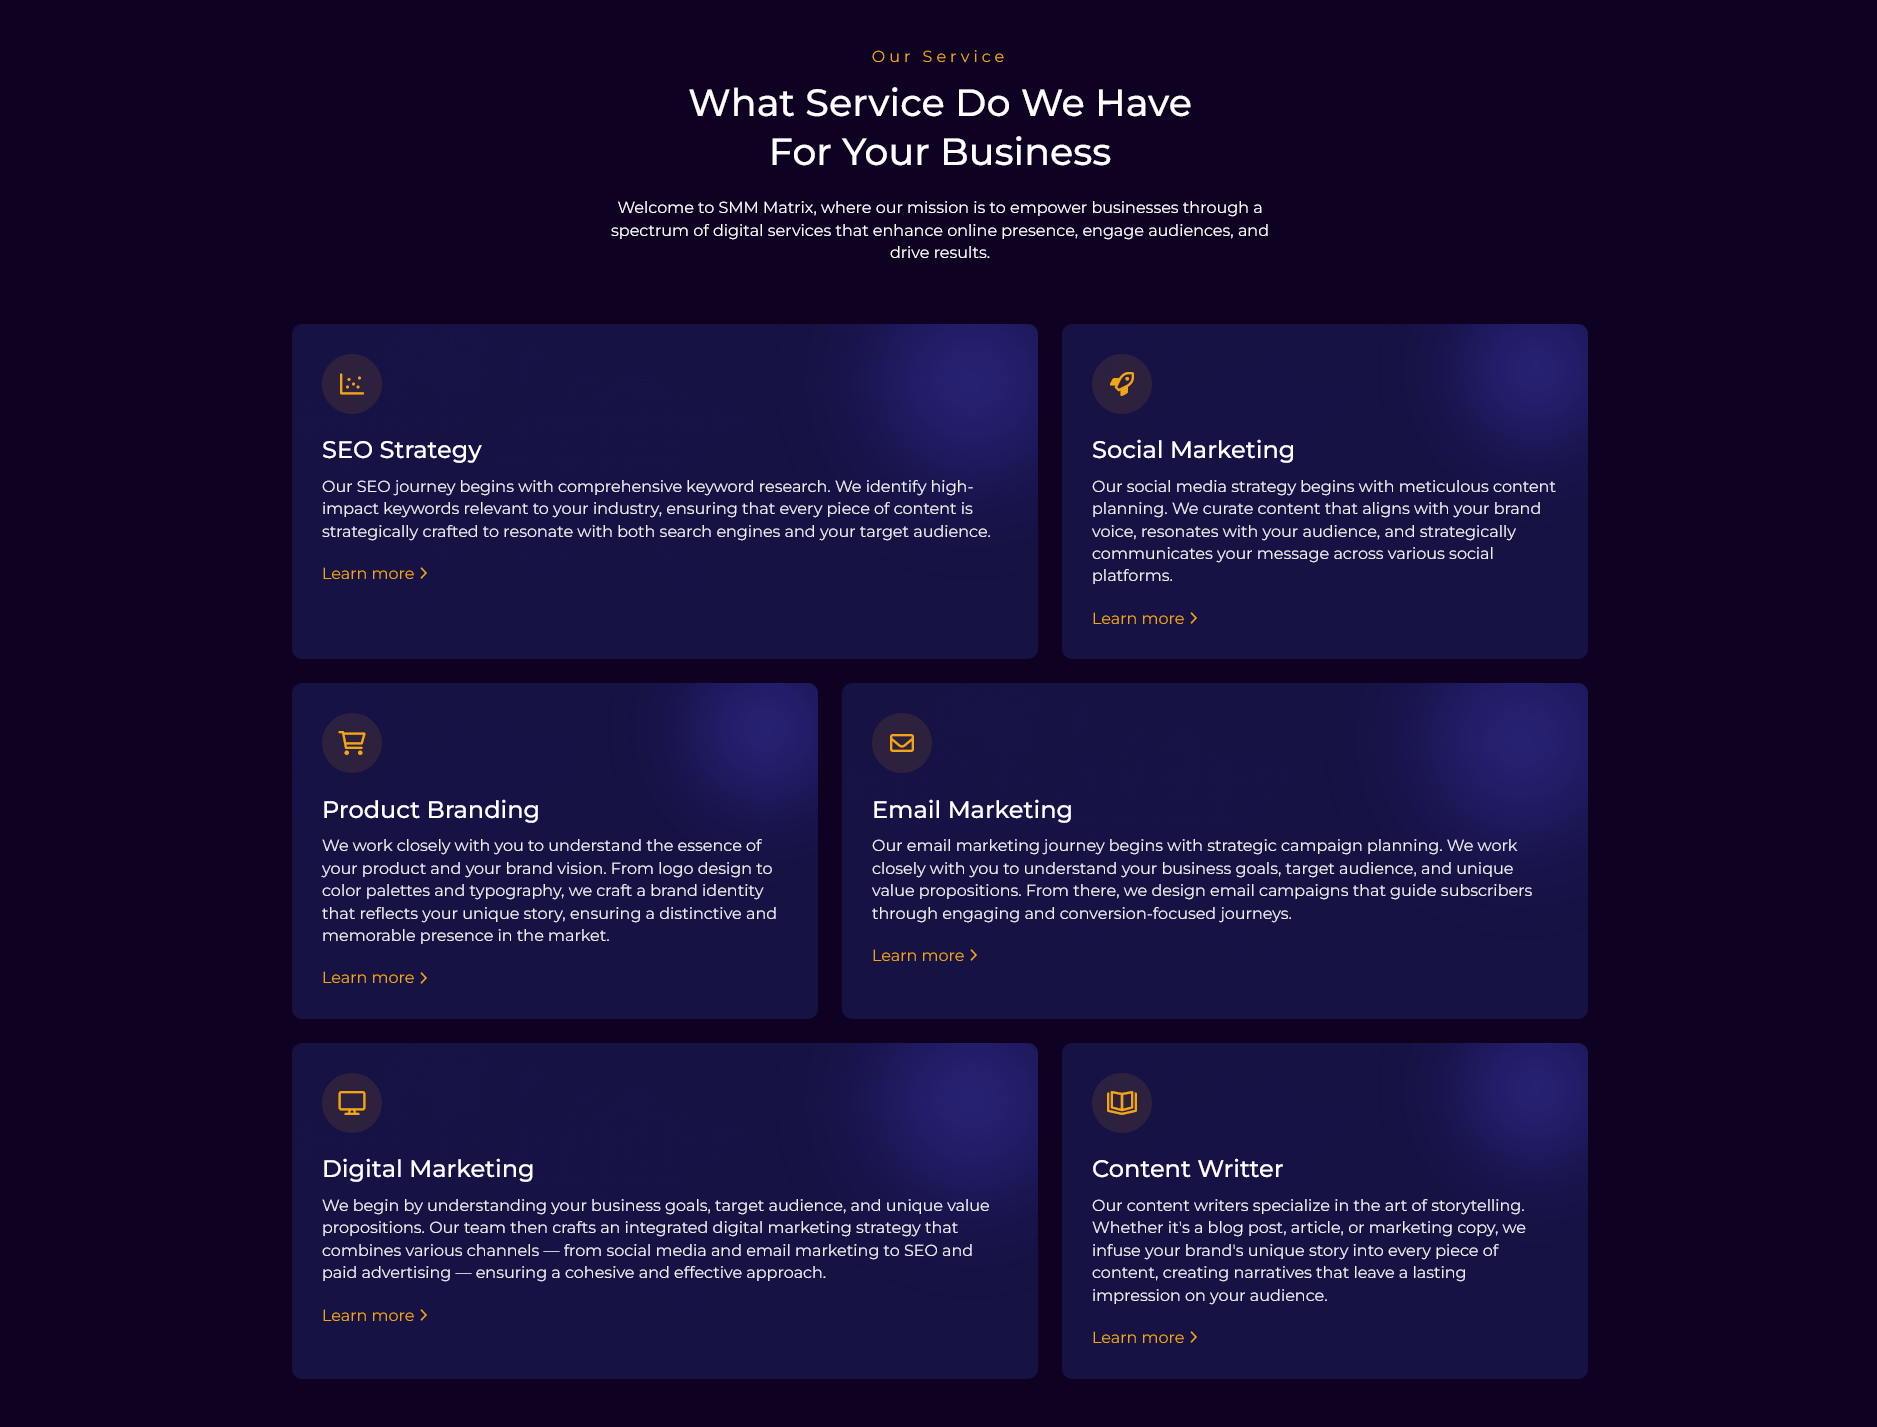 Our Service
What Service Do We Have
For Your Business
Welcome to SMM Matrix, where our mission is to empower businesses through a
spectrum of digital services that enhance online presence, engage audiences, and
drive results.
SEO Strategy
Our SEO journey begins with comprehensive keyword research. We identify high-
impact keywords relevant to your industry, ensuring that every piece of content is
strategically crafted to resonate with both search engines and your target audience.
Learn more
Social Marketing
Our social media strategy begins with meticulous content
planning. We curate content that aligns with your brand
voice, resonates with your audience, and strategically
communicates your message across various social
platforms.
Learn more
Product Branding
We work closely with you to understand the essence of
your product and your brand vision. From logo design to
color palettes and typography, we craft a brand identity
that reflects your unique story, ensuring a distinctive and
memorable presence in the market.
Learn more
Email Marketing
Our email marketing journey begins with strategic campaign planning. We work
closely with you to understand your business goals, target audience, and unique
value propositions. From there, we design email campaigns that guide subscribers
through engaging and conversion-focused journeys.
Learn more
Digital Marketing
We begin by understanding your business goals, target audience, and unique value
propositions. Our team then crafts an integrated digital marketing strategy that
combines various channels — from social media and email marketing to SEO and
paid advertising — ensuring a cohesive and effective approach.
Learn more
Content Writter
Our content writers specialize in the art of storytelling.
Whether it's a blog post, article, or marketing copy, we
infuse your brand's unique story into every piece of
content, creating narratives that leave a lasting
impression on your audience.
Learn more